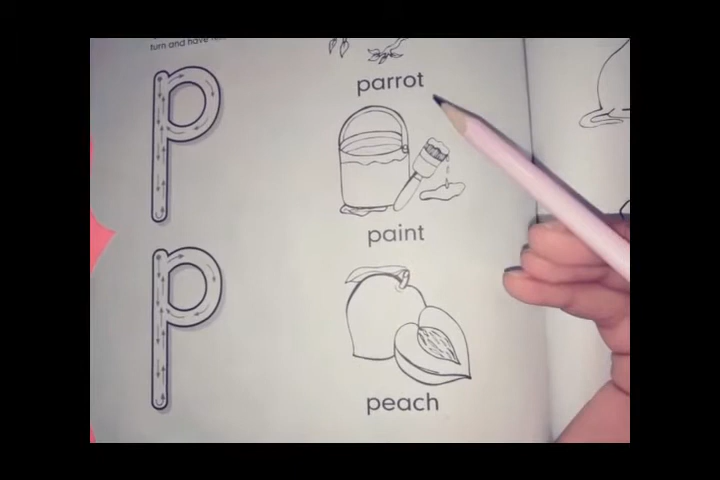 turn and have
parrot
p
paint
p
peach